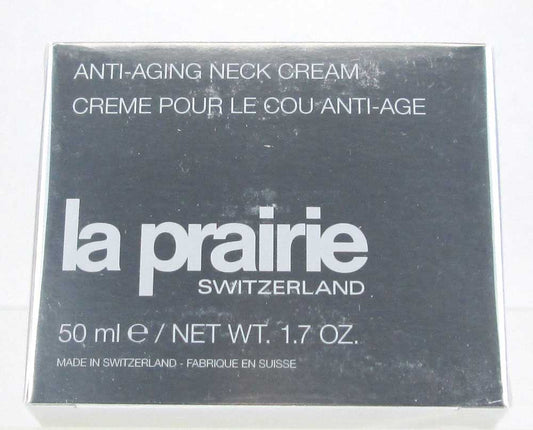 ANTI-AGING NECK CREAM
CREME POUR LE COU ANTI-AGE
la prairie
SWITZERLAND
50 ml ℮ / NET WT. 1.7 OZ.
MADE IN SWITZERLAND - FABRIQUE EN SUISSE